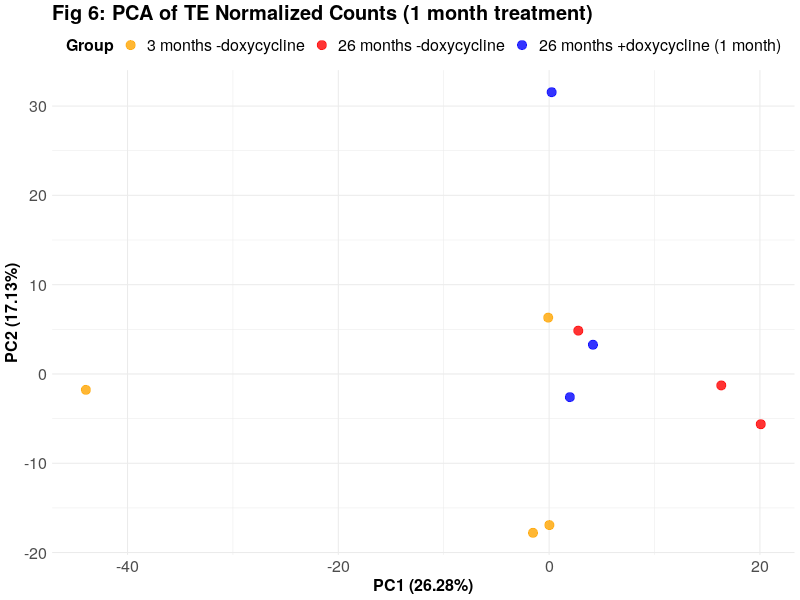 Fig 6: PCA of TE Normalized Counts (1 month treatment)
Group 3 months -doxycycline 26 months -doxycycline 26 months +doxycycline (1 month)
30
20
10
0
-10
-20
PC2 (17.13%)
-40 -20 0 20
PC1 (26.28%)